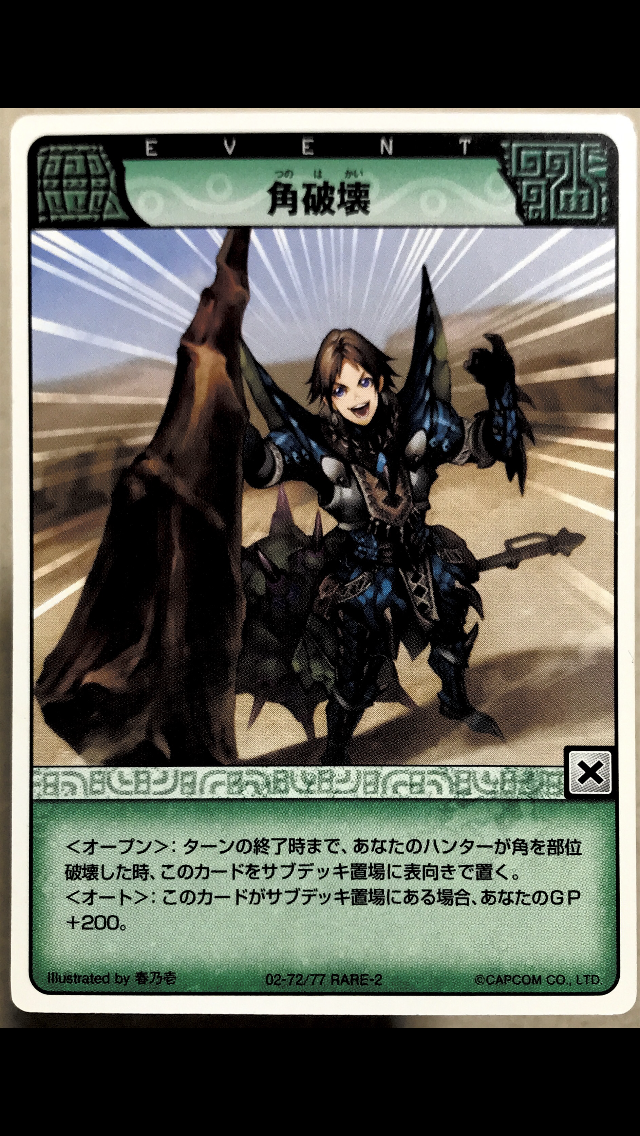 EVENT
つの は かい
角破壊
<オープン>：ターンの終了時まで、あなたのハンターが角を部位
破壊した時、このカードをサブデッキ置場に表向きで置く。
<オート>：このカードがサブデッキ置場にある場合、あなたのGP
+200。
Illustrated by 春乃壱 02-72/77 RARE-2 ©CAPCOM CO., LTD.